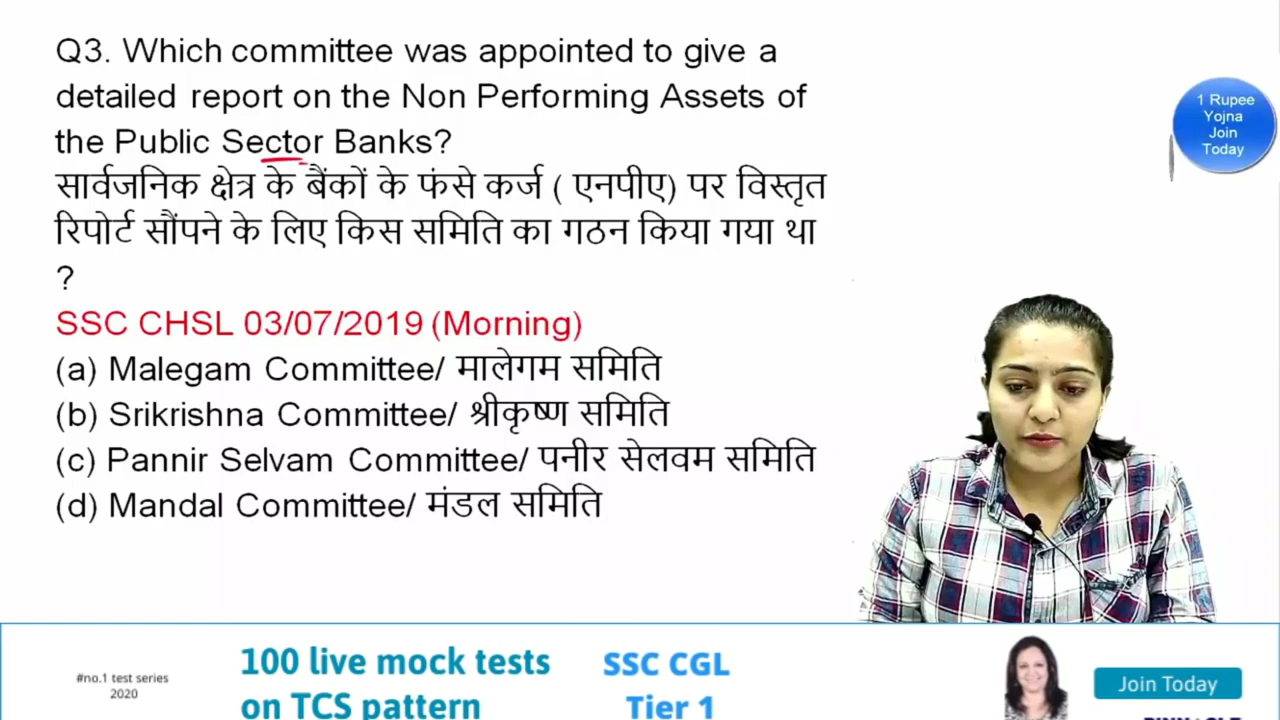 Q3. Which committee was appointed to give a
detailed report on the Non Performing Assets of
the Public Sector Banks?
सार्वजनिक क्षेत्र के बैंकों के फंसे कर्ज ( एनपीए) पर विस्तृत
रिपोर्ट सौंपने के लिए किस समिति का गठन किया गया था
?
SSC CHSL 03/07/2019 (Morning)
(a) Malegam Committee/ मालेगम समिति
(b) Srikrishna Committee/ श्रीकृष्ण समिति
(c) Pannir Selvam Committee/ पनीर सेलवम समिति
(d) Mandal Committee/ मंडल समिति
1 Rupee
Yojna
Join
Today
#no.1 test series
2020
100 live mock tests
on TCS pattern
SSC CGL
Tier 1
Join Today